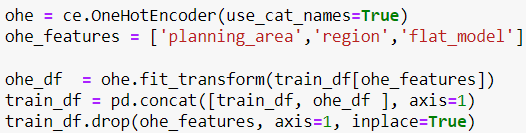 ohe = ce.OneHotEncoder(use_cat_names=True)
ohe_features = ['planning_area','region','flat_model']
ohe_df  = ohe.fit_transform(train_df[ohe_features])
train_df = pd.concat([train_df, ohe_df ], axis=1)
train_df.drop(ohe_features, axis=1, inplace=True)